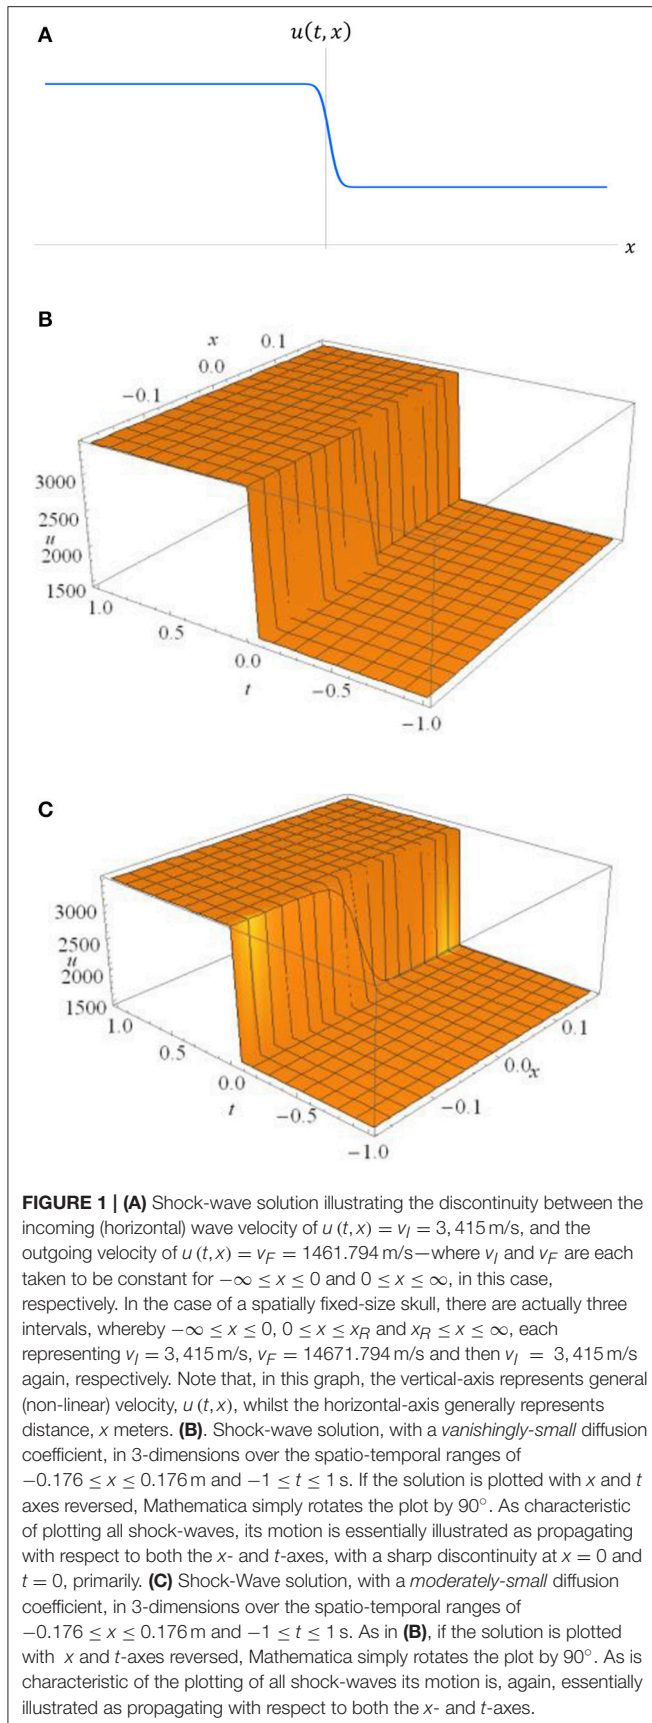 A
u(t, x)
x
B
x
0.1
0.0
−0.1
3000
2500
u
2000
1500
1.0
0.5
0.0
t
−0.5
−1.0
C
3000
2500
u
2000
1500
1.0
0.5
0.0
t
−0.5
−1.0
0.1
0.0
x
−0.1
FIGURE 1 | (A) Shock-wave solution illustrating the discontinuity between the
incoming (horizontal) wave velocity of u (t, x) = v_I = 3, 415 m/s, and the
outgoing velocity of u (t, x) = v_F = 1461.794 m/s—where v_I and v_F are each
taken to be constant for −∞ ≤ x ≤ 0 and 0 ≤ x ≤ ∞, in this case,
respectively. In the case of a spatially fixed-size skull, there are actually three
intervals, whereby −∞ ≤ x ≤ 0, 0 ≤ x ≤ x_R and x_R ≤ x ≤ ∞, each
representing v_I = 3, 415 m/s, v_F = 14671.794 m/s and then v_I = 3, 415 m/s
again, respectively. Note that, in this graph, the vertical-axis represents general
(non-linear) velocity, u (t, x), whilst the horizontal-axis generally represents
distance, x meters. (B). Shock-wave solution, with a vanishingly-small diffusion
coefficient, in 3-dimensions over the spatio-temporal ranges of
−0.176 ≤ x ≤ 0.176 m and −1 ≤ t ≤ 1 s. If the solution is plotted with x and t
axes reversed, Mathematica simply rotates the plot by 90°. As characteristic
of plotting all shock-waves, its motion is essentially illustrated as propagating
with respect to both the x- and t-axes, with a sharp discontinuity at x = 0 and
t = 0, primarily. (C) Shock-Wave solution, with a moderately-small diffusion
coefficient, in 3-dimensions over the spatio-temporal ranges of
−0.176 ≤ x ≤ 0.176 m and −1 ≤ t ≤ 1 s. As in (B), if the solution is plotted
with x and t-axes reversed, Mathematica simply rotates the plot by 90°. As is
characteristic of the plotting of all shock-waves its motion is, again, essentially
illustrated as propagating with respect to both the x- and t-axes.